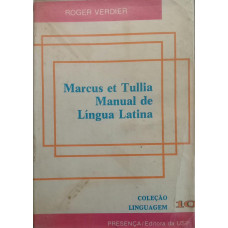 ROGER VERDIER
Marcus et Tullia
Manual de
Língua Latina
COLEÇÃO
LINGUAGEM
10
PRESENÇA/Editora da USP